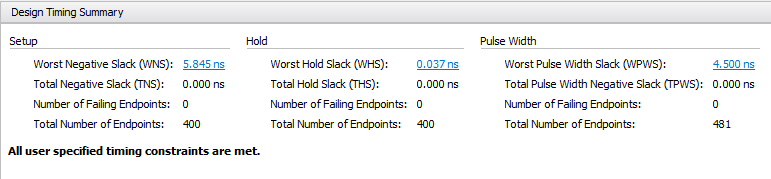 Design Timing Summary
Setup Hold Pulse Width
Worst Negative Slack (WNS): 5.845 ns Worst Hold Slack (WHS): 0.037 ns Worst Pulse Width Slack (WPWS): 4.500 ns
Total Negative Slack (TNS): 0.000 ns Total Hold Slack (THS): 0.000 ns Total Pulse Width Negative Slack (TPWS): 0.000 ns
Number of Failing Endpoints: 0 Number of Failing Endpoints: 0 Number of Failing Endpoints: 0
Total Number of Endpoints: 400 Total Number of Endpoints: 400 Total Number of Endpoints: 481
All user specified timing constraints are met.